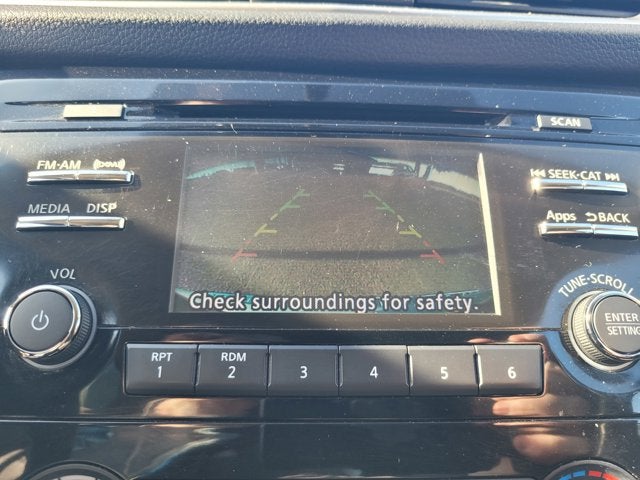 SCAN
FM·AM (((XM)))
SEEK·CAT
MEDIA DISP
Apps BACK
VOL
TUNE·SCROLL
Check surroundings for safety.
ENTER
SETTING
RPT
1
RDM
2
3
4
5
6